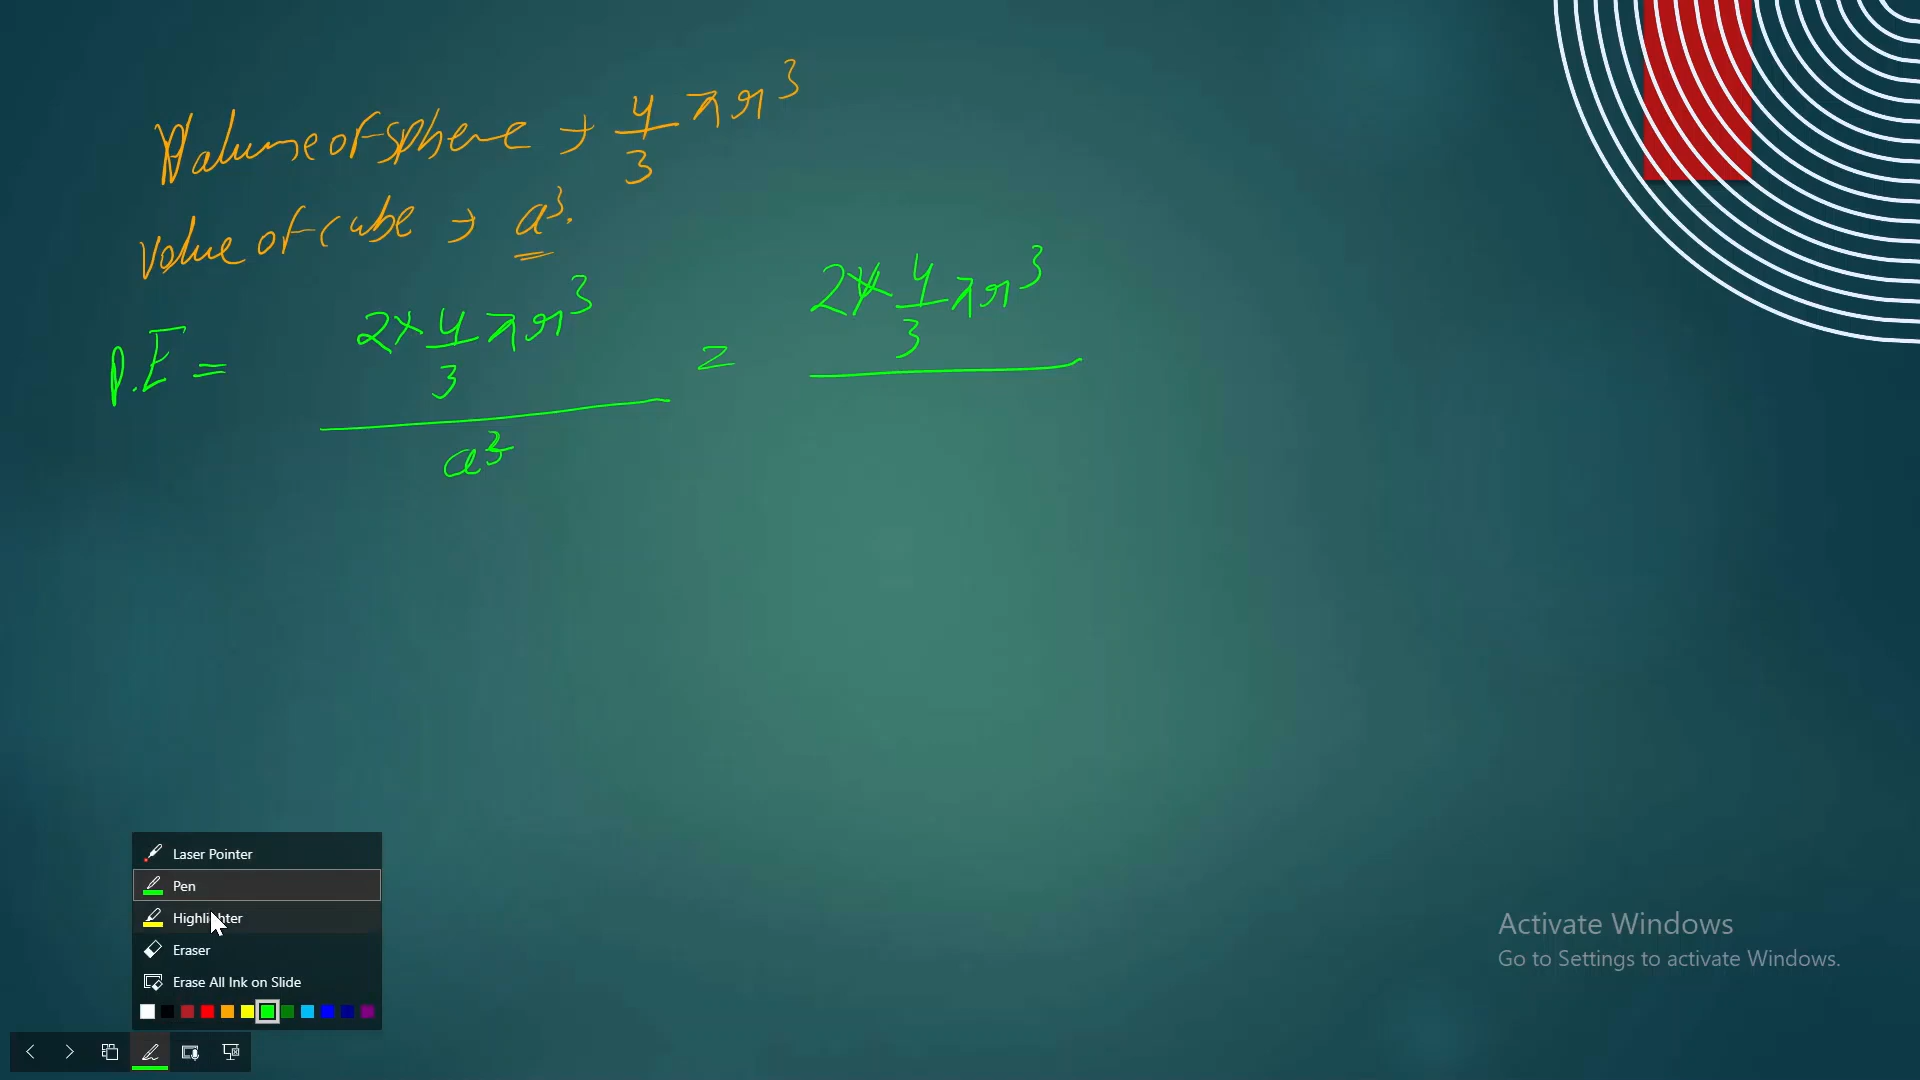 Volume of sphere → 4/3 πr³
Volue of cube → a³.
P.E = 2×4/3 πr³ / a³ = 2×4/3 πr³
Laser Pointer
Pen
Highlighter
Eraser
Erase All Ink on Slide
Activate Windows
Go to Settings to activate Windows.